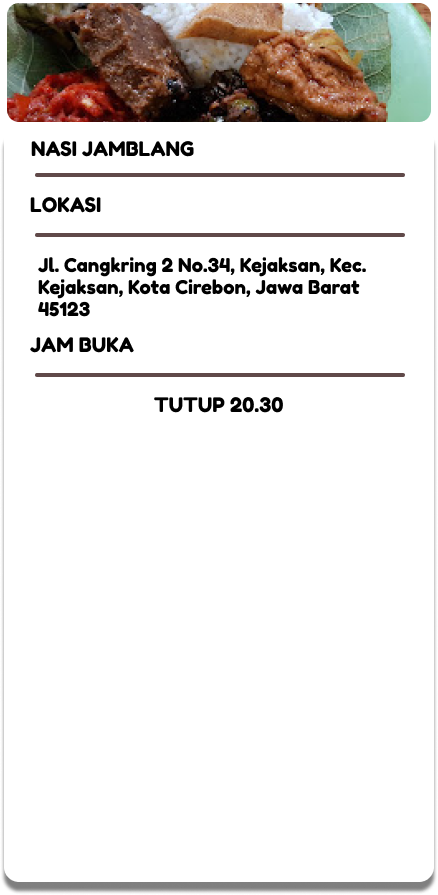 NASI JAMBLANG
LOKASI
Jl. Cangkring 2 No.34, Kejaksan, Kec.
Kejaksan, Kota Cirebon, Jawa Barat
45123
JAM BUKA
TUTUP 20.30